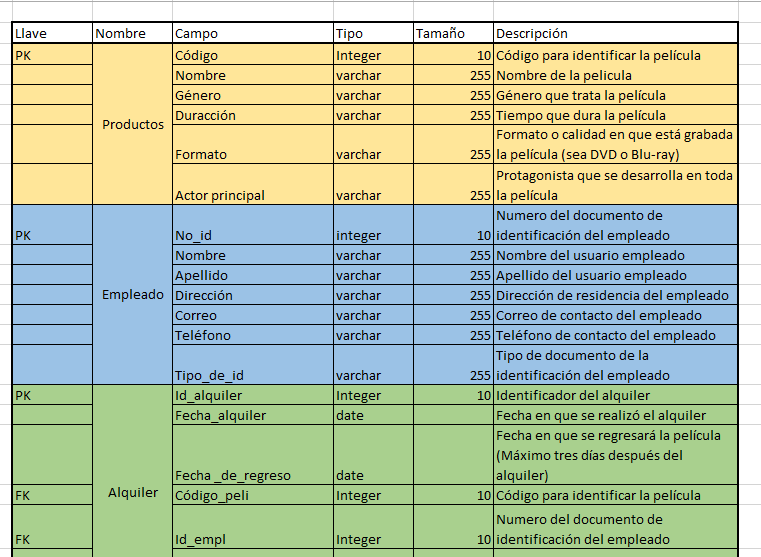 Llave Nombre Campo Tipo Tamaño Descripción
PK Código Integer 10 Código para identificar la película
Nombre varchar 255 Nombre de la pelicula
Género varchar 255 Género que trata la película
Duracción varchar 255 Tiempo que dura la película
Productos
Formato varchar 255 Formato o calidad en que está grabada
la película (sea DVD o Blu-ray)
Actor principal varchar 255 Protagonista que se desarrolla en toda
la película
PK No_id integer 10 Numero del documento de
identificación del empleado
Nombre varchar 255 Nombre del usuario empleado
Apellido varchar 255 Apellido del usuario empleado
Empleado Dirección varchar 255 Dirección de residencia del empleado
Correo varchar 255 Correo de contacto del empleado
Teléfono varchar 255 Teléfono de contacto del empleado
Tipo_de_id varchar 255 Tipo de documento de la
identificación del empleado
PK Id_alquiler Integer 10 Identificador del alquiler
Fecha_alquiler date Fecha en que se realizó el alquiler
Fecha _de_regreso date Fecha en que se regresará la película
(Máximo tres días después del
alquiler)
FK Alquiler Código_peli Integer 10 Código para identificar la película
FK Id_empl Integer 10 Numero del documento de
identificación del empleado